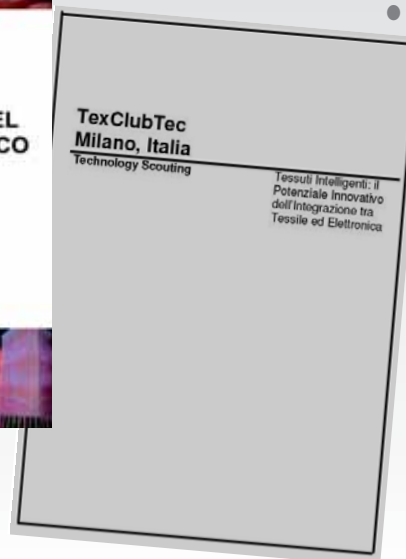 EL
CO
TexClubTec
Milano, Italia
Technology Scouting
Tessuti Intelligenti: il
Potenziale Innovativo
dell'Integrazione tra
Tessile ed Elettronica